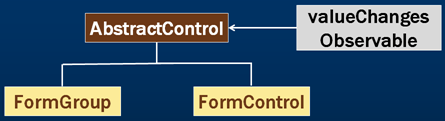 AbstractControl
valueChanges
Observable
FormGroup
FormControl